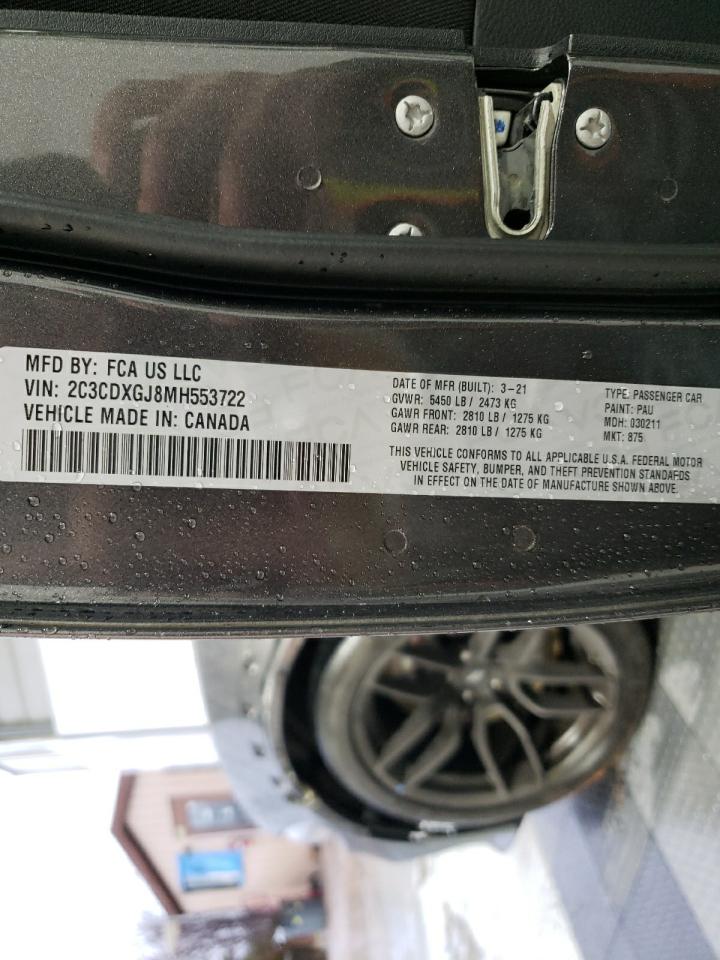 MFD BY: FCA US LLC
VIN: 2C3CDXGJ8MH553722
VEHICLE MADE IN: CANADA
DATE OF MFR (BUILT): 3-21
GVWR: 5450 LB / 2473 KG
GAWR FRONT: 2810 LB / 1275 KG
GAWR REAR: 2810 LB / 1275 KG
TYPE: PASSENGER CAR
PAINT: PAU
MDH: 030211
MKT: 875
THIS VEHICLE CONFORMS TO ALL APPLICABLE U.S.A. FEDERAL MOTOR
VEHICLE SAFETY, BUMPER, AND THEFT PREVENTION STANDARDS
IN EFFECT ON THE DATE OF MANUFACTURE SHOWN ABOVE.